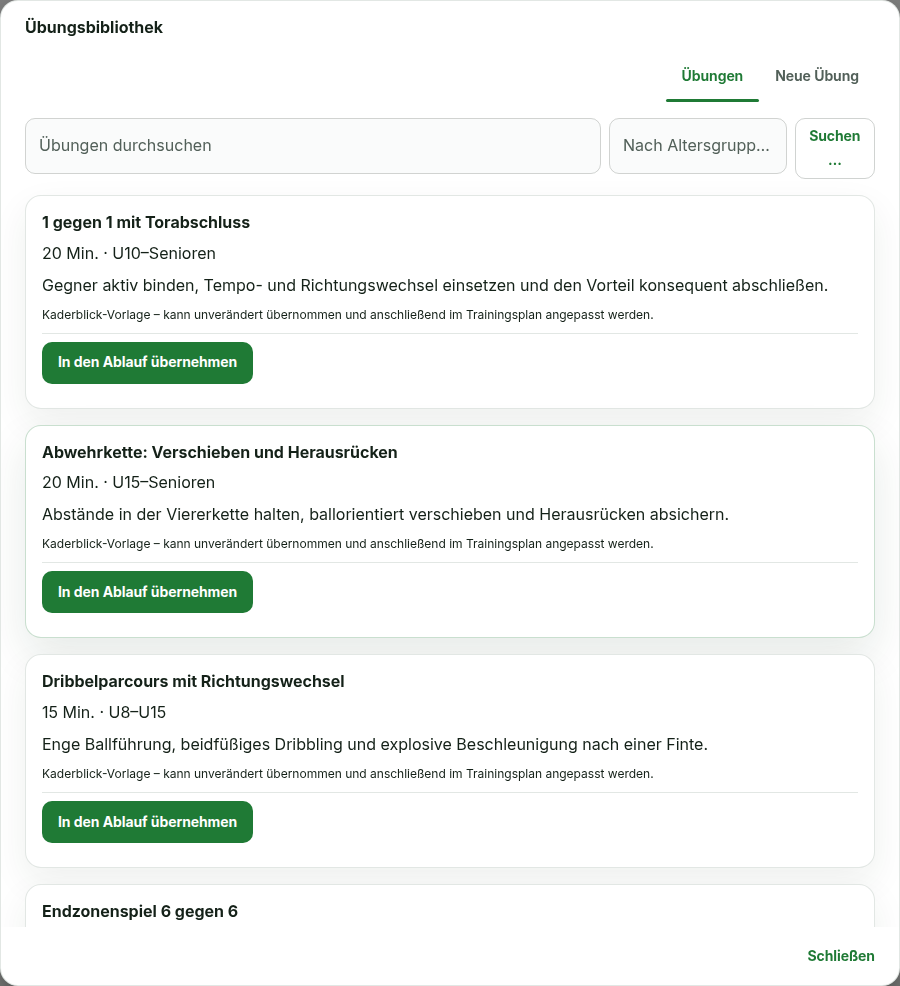 Übungsbibliothek
Übungen
Neue Übung
Übungen durchsuchen
Nach Altersgrupp...
Suchen
...
1 gegen 1 mit Torabschluss
20 Min. · U10–Senioren
Gegner aktiv binden, Tempo- und Richtungswechsel einsetzen und den Vorteil konsequent abschließen.
Kaderblick-Vorlage – kann unverändert übernommen und anschließend im Trainingsplan angepasst werden.
In den Ablauf übernehmen
Abwehrkette: Verschieben und Herausrücken
20 Min. · U15–Senioren
Abstände in der Viererkette halten, ballorientiert verschieben und Herausrücken absichern.
Kaderblick-Vorlage – kann unverändert übernommen und anschließend im Trainingsplan angepasst werden.
In den Ablauf übernehmen
Dribbelparcours mit Richtungswechsel
15 Min. · U8–U15
Enge Ballführung, beidfüßiges Dribbling und explosive Beschleunigung nach einer Finte.
Kaderblick-Vorlage – kann unverändert übernommen und anschließend im Trainingsplan angepasst werden.
In den Ablauf übernehmen
Endzonenspiel 6 gegen 6
Schließen